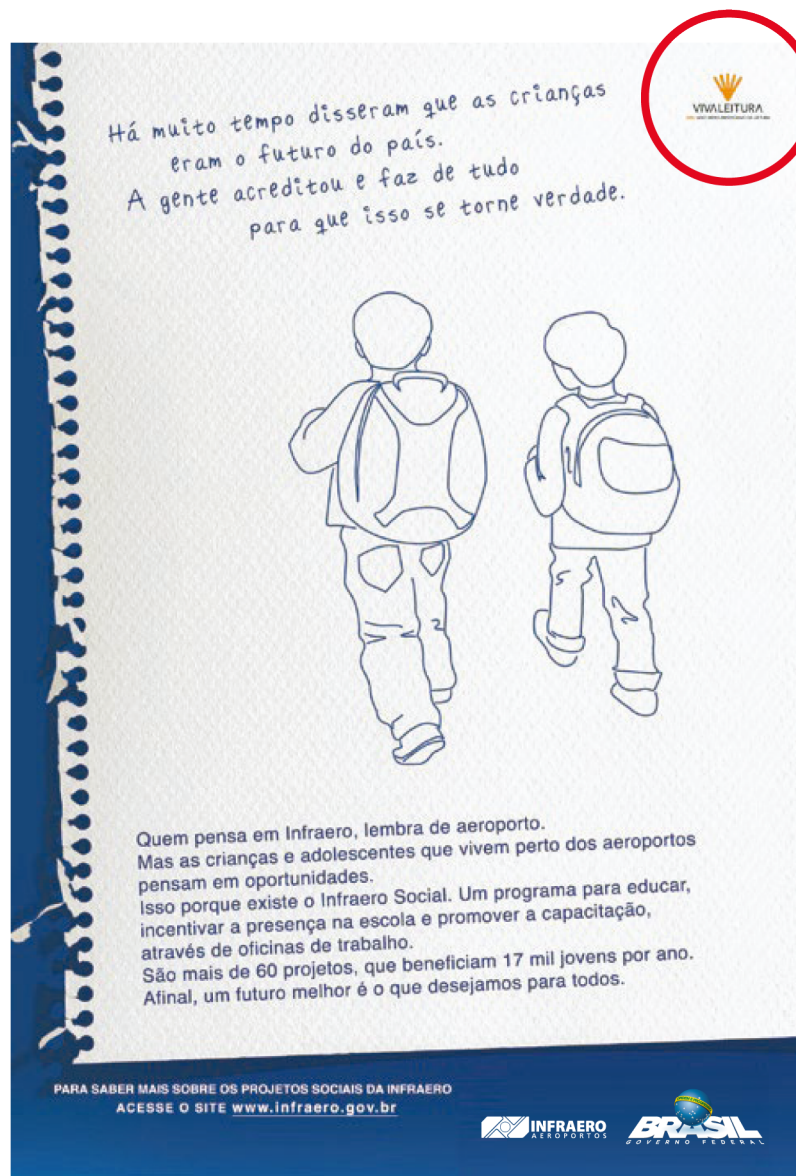 Há muito tempo disseram que as crianças
eram o futuro do país.
A gente acreditou e faz de tudo
para que isso se torne verdade.
VIVALEITURA
Quem pensa em Infraero, lembra de aeroporto.
Mas as crianças e adolescentes que vivem perto dos aeroportos
pensam em oportunidades.
Isso porque existe o Infraero Social. Um programa para educar,
incentivar a presença na escola e promover a capacitação,
através de oficinas de trabalho.
São mais de 60 projetos, que beneficiam 17 mil jovens por ano.
Afinal, um futuro melhor é o que desejamos para todos.
PARA SABER MAIS SOBRE OS PROJETOS SOCIAIS DA INFRAERO
ACESSE O SITE www.infraero.gov.br
INFRAERO
AEROPORTOS
BRASIL
GOVERNO FEDERAL